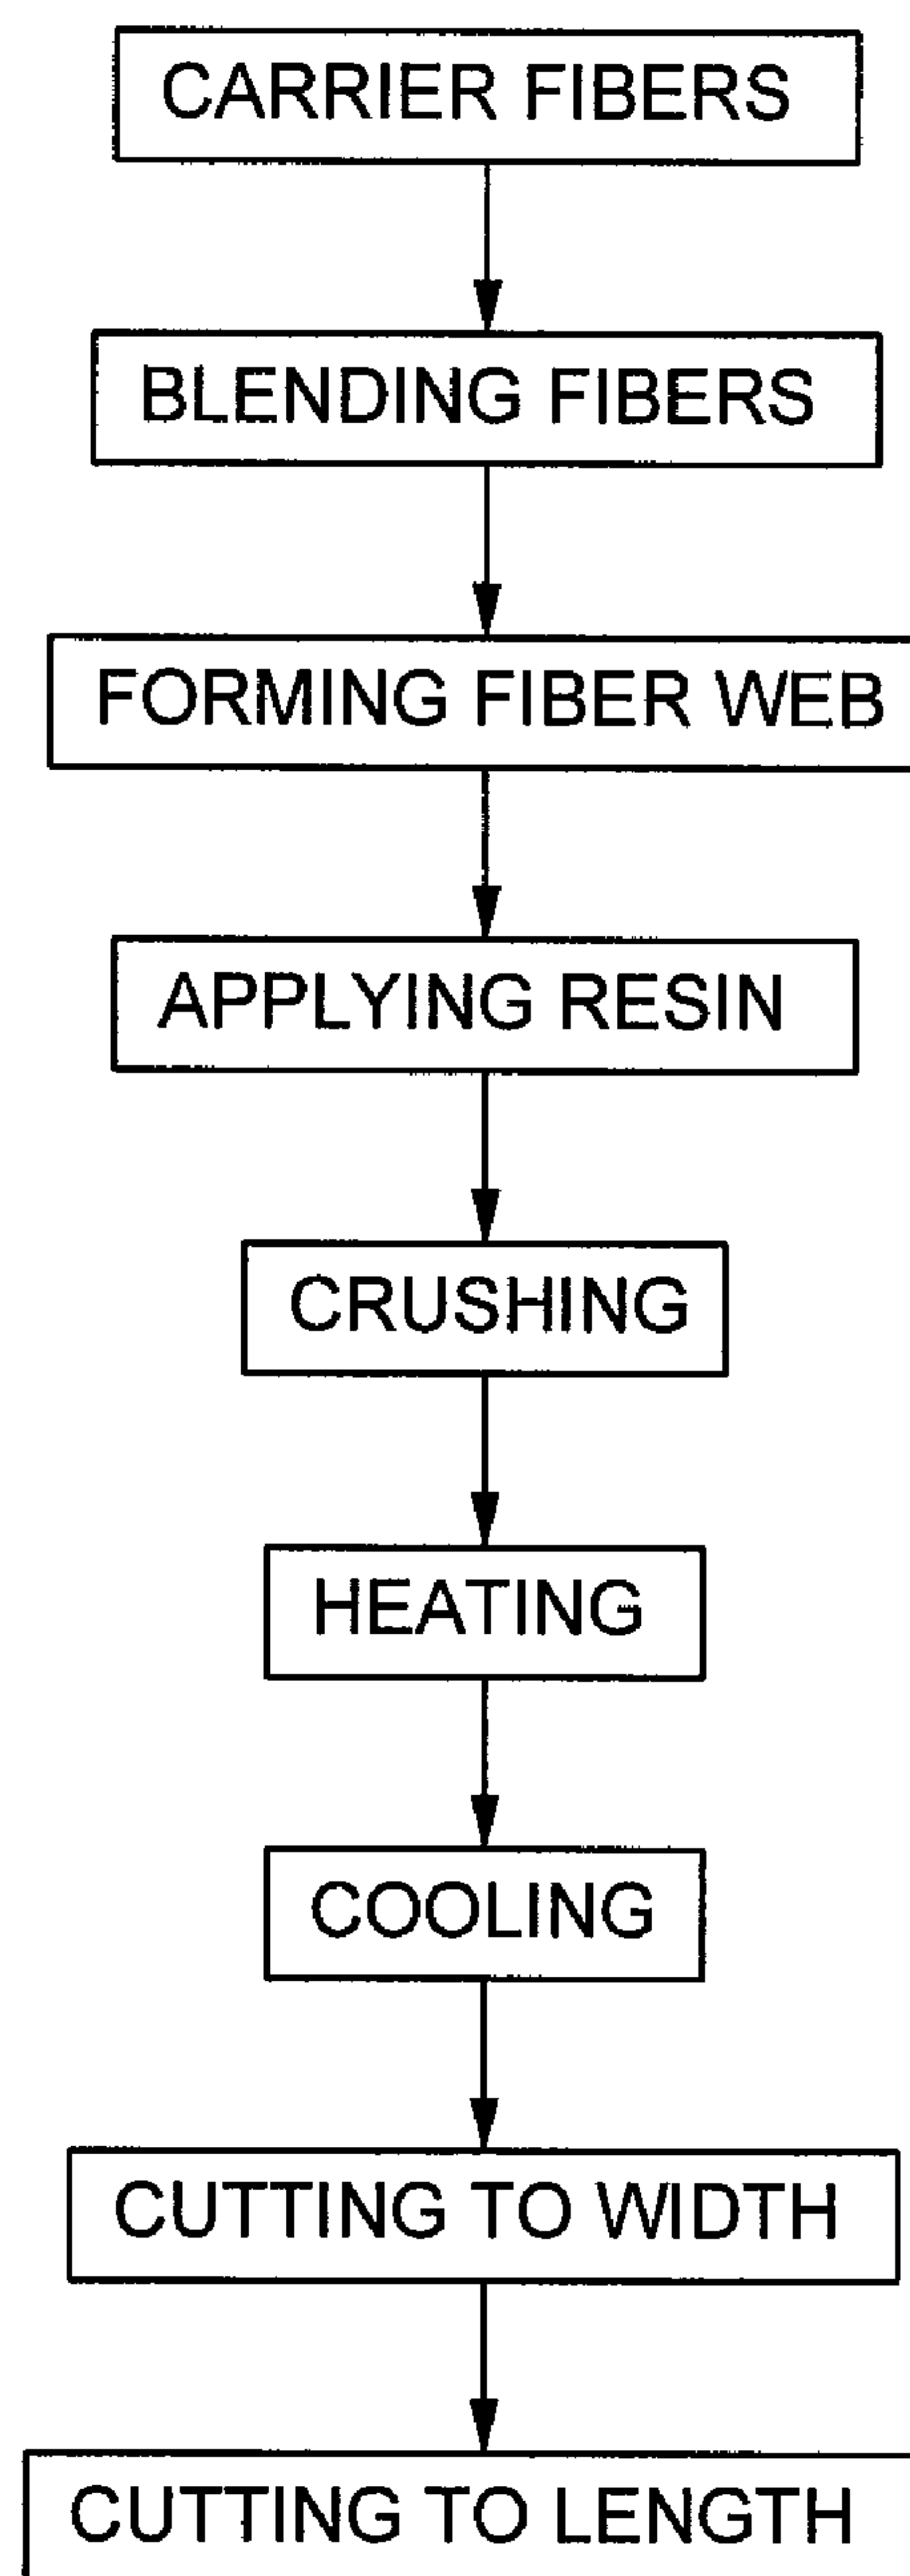 CARRIER FIBERS
BLENDING FIBERS
FORMING FIBER WEB
APPLYING RESIN
CRUSHING
HEATING
COOLING
CUTTING TO WIDTH
CUTTING TO LENGTH